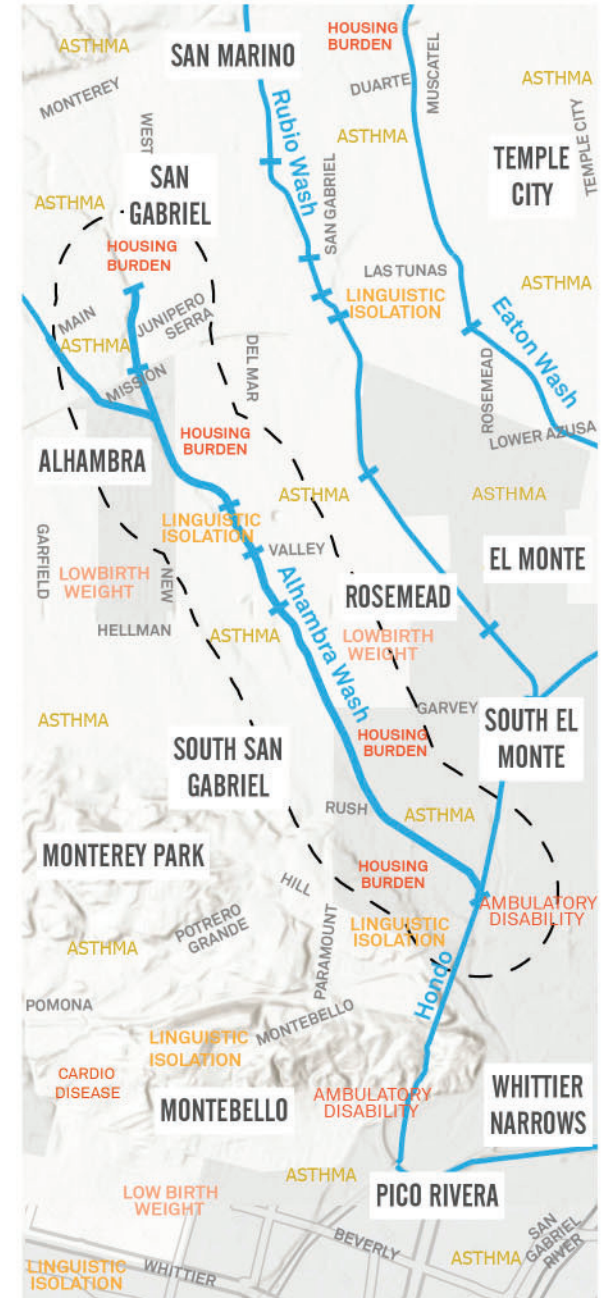 HOUSING
BURDEN
ASTHMA
SAN MARINO
MUSCATEL
DUARTE
ASTHMA
MONTEREY
Rubio Wash
WEST
TEMPLE CITY
ASTHMA
TEMPLE
CITY
SAN
GABRIEL
ASTHMA
SAN GABRIEL
HOUSING
BURDEN
LAS TUNAS
ASTHMA
LINGUISTIC
ISOLATION
Eaton Wash
MAIN
JUNIPERO
SERRA
ASTHMA
DEL MAR
ROSEMEAD
MISSION
LOWER AZUSA
HOUSING
BURDEN
ALHAMBRA
ASTHMA
ASTHMA
LINGUISTIC
ISOLATION
VALLEY
GARFIELD
EL MONTE
LOWBIRTH
WEIGHT
NEW
ROSEMEAD
Alhambra Wash
HELLMAN
ASTHMA
LOWBIRTH
WEIGHT
GARVEY
ASTHMA
SOUTH EL
MONTE
HOUSING
BURDEN
SOUTH SAN
GABRIEL
RUSH
ASTHMA
MONTEREY PARK
HOUSING
BURDEN
HILL
AMBULATORY
DISABILITY
LINGUISTIC
ISOLATION
POTRERO
GRANDE
PARAMOUNT
ASTHMA
Hondo
POMONA
MONTEBELLO
LINGUISTIC
ISOLATION
CARDIO
DISEASE
MONTEBELLO
AMBULATORY
DISABILITY
WHITTIER
NARROWS
ASTHMA
LOW BIRTH
WEIGHT
PICO RIVERA
BEVERLY
SAN
GABRIEL
RIVER
ASTHMA
LINGUISTIC
ISOLATION
WHITTIER